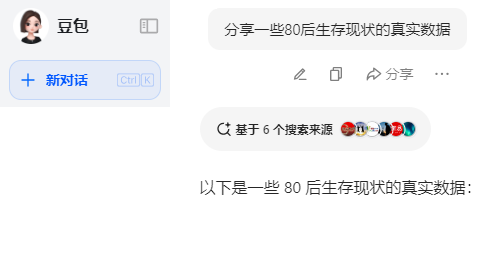 豆包
新对话
Ctrl K
分享一些80后生存现状的真实数据
分享
基于 6 个搜索来源
以下是一些 80 后生存现状的真实数据：